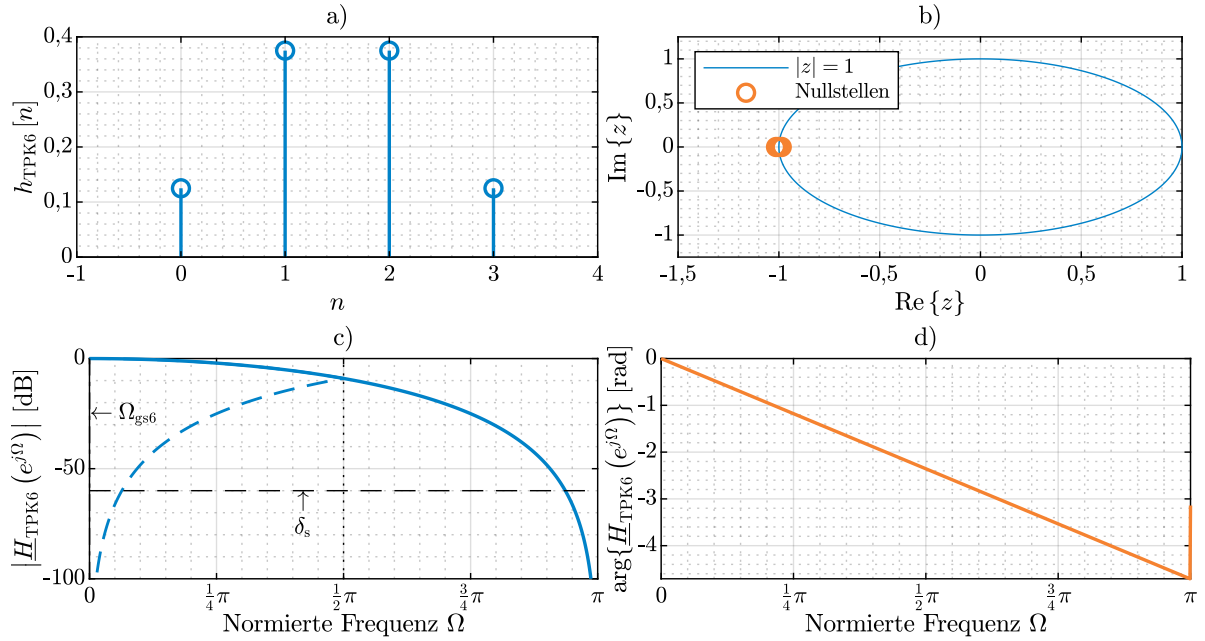 a)
h_TPK6 [n]
0,4
0,3
0,2
0,1
0
-1
0
1
2
3
4
n
b)
Im {z}
1
0,5
0
-0,5
-1
-1,5
-1
-0,5
0
0,5
1
Re {z}
|z| = 1
Nullstellen
c)
|H_TPK6 (e^jΩ)| [dB]
0
-50
-100
← Ω_gs6
↑
δ_s
0
1/4 π
1/2 π
3/4 π
π
Normierte Frequenz Ω
d)
arg{H_TPK6 (e^jΩ)} [rad]
0
-1
-2
-3
-4
0
1/4 π
1/2 π
3/4 π
π
Normierte Frequenz Ω